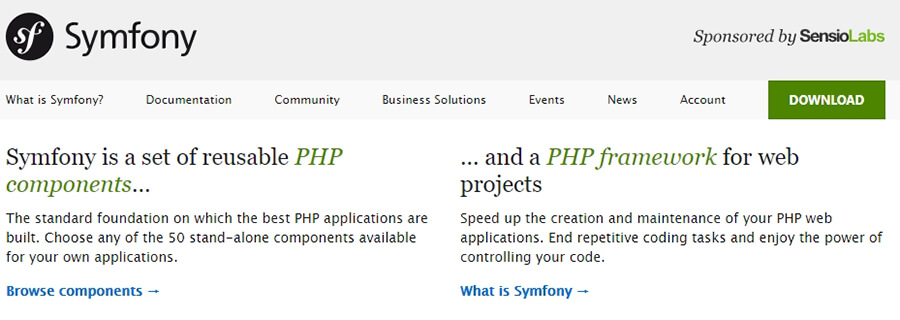 sf Symfony
Sponsored by SensioLabs
What is Symfony? Documentation Community Business Solutions Events News Account DOWNLOAD
Symfony is a set of reusable PHP
components...
The standard foundation on which the best PHP applications are
built. Choose any of the 50 stand-alone components available
for your own applications.
Browse components →
... and a PHP framework for web
projects
Speed up the creation and maintenance of your PHP web
applications. End repetitive coding tasks and enjoy the power of
controlling your code.
What is Symfony →